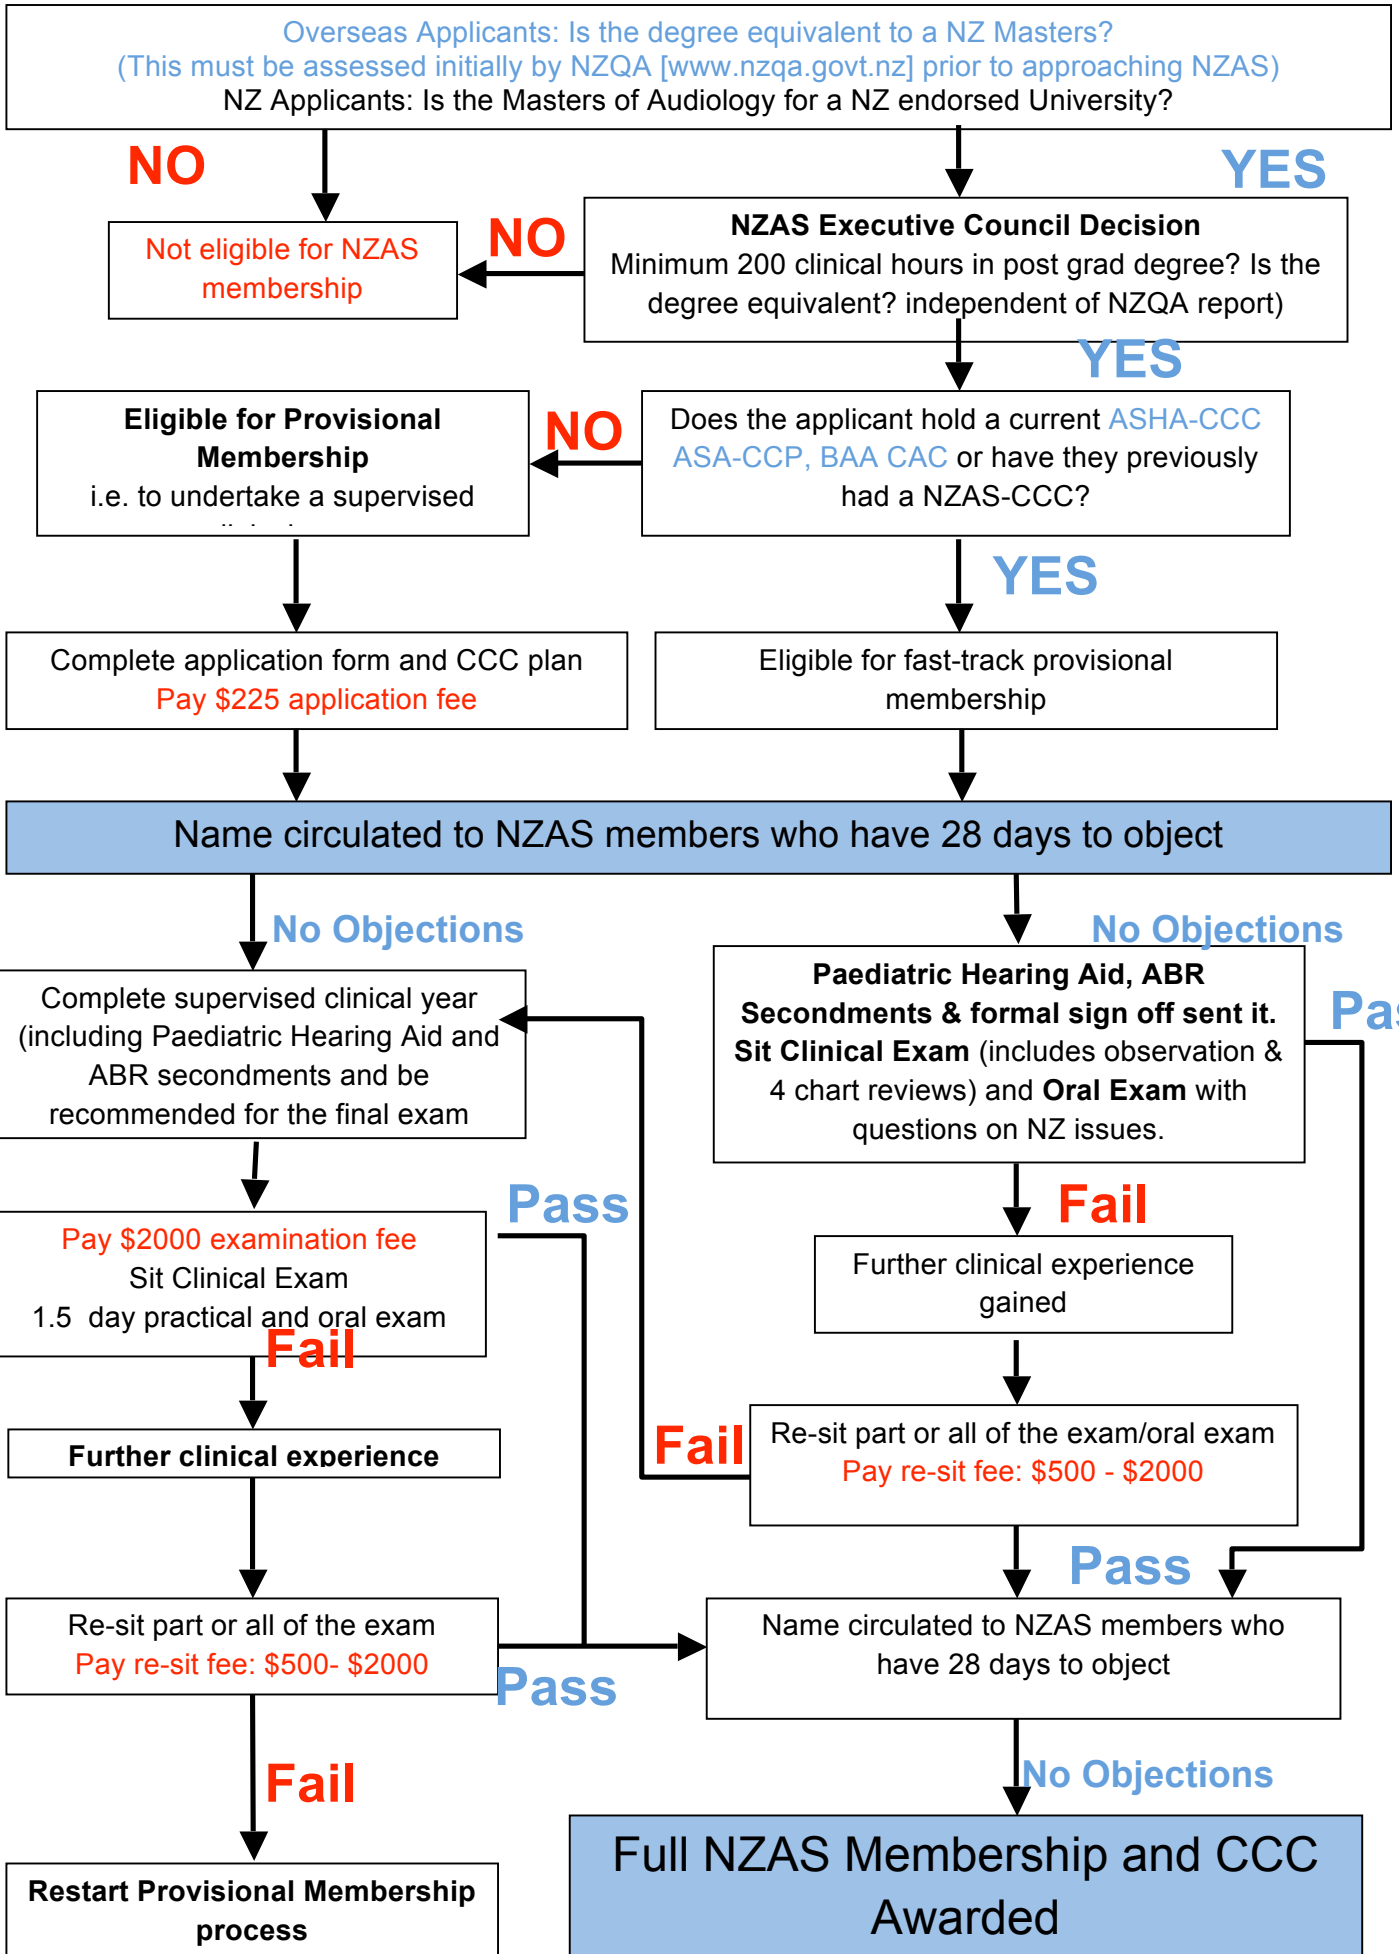 Overseas Applicants: Is the degree equivalent to a NZ Masters?
(This must be assessed initially by NZQA [www.nzqa.govt.nz] prior to approaching NZAS)
NZ Applicants: Is the Masters of Audiology for a NZ endorsed University?
NO
YES
Not eligible for NZAS
membership
NO
NZAS Executive Council Decision
Minimum 200 clinical hours in post grad degree? Is the
degree equivalent? independent of NZQA report)
YES
Eligible for Provisional
Membership
i.e. to undertake a supervised
NO
Does the applicant hold a current ASHA-CCC
ASA-CCP, BAA CAC or have they previously
had a NZAS-CCC?
YES
Complete application form and CCC plan
Pay $225 application fee
Eligible for fast-track provisional
membership
Name circulated to NZAS members who have 28 days to object
No Objections
No Objections
Complete supervised clinical year
(including Paediatric Hearing Aid and
ABR secondments and be
recommended for the final exam
Paediatric Hearing Aid, ABR
Secondments & formal sign off sent it.
Sit Clinical Exam (includes observation &
4 chart reviews) and Oral Exam with
questions on NZ issues.
Pas
Pass
Fail
Pay $2000 examination fee
Sit Clinical Exam
1.5 day practical and oral exam
Fail
Further clinical experience
gained
Further clinical experience
Fail
Re-sit part or all of the exam/oral exam
Pay re-sit fee: $500 - $2000
Pass
Re-sit part or all of the exam
Pay re-sit fee: $500- $2000
Pass
Name circulated to NZAS members who
have 28 days to object
Fail
No Objections
Restart Provisional Membership
process
Full NZAS Membership and CCC
Awarded